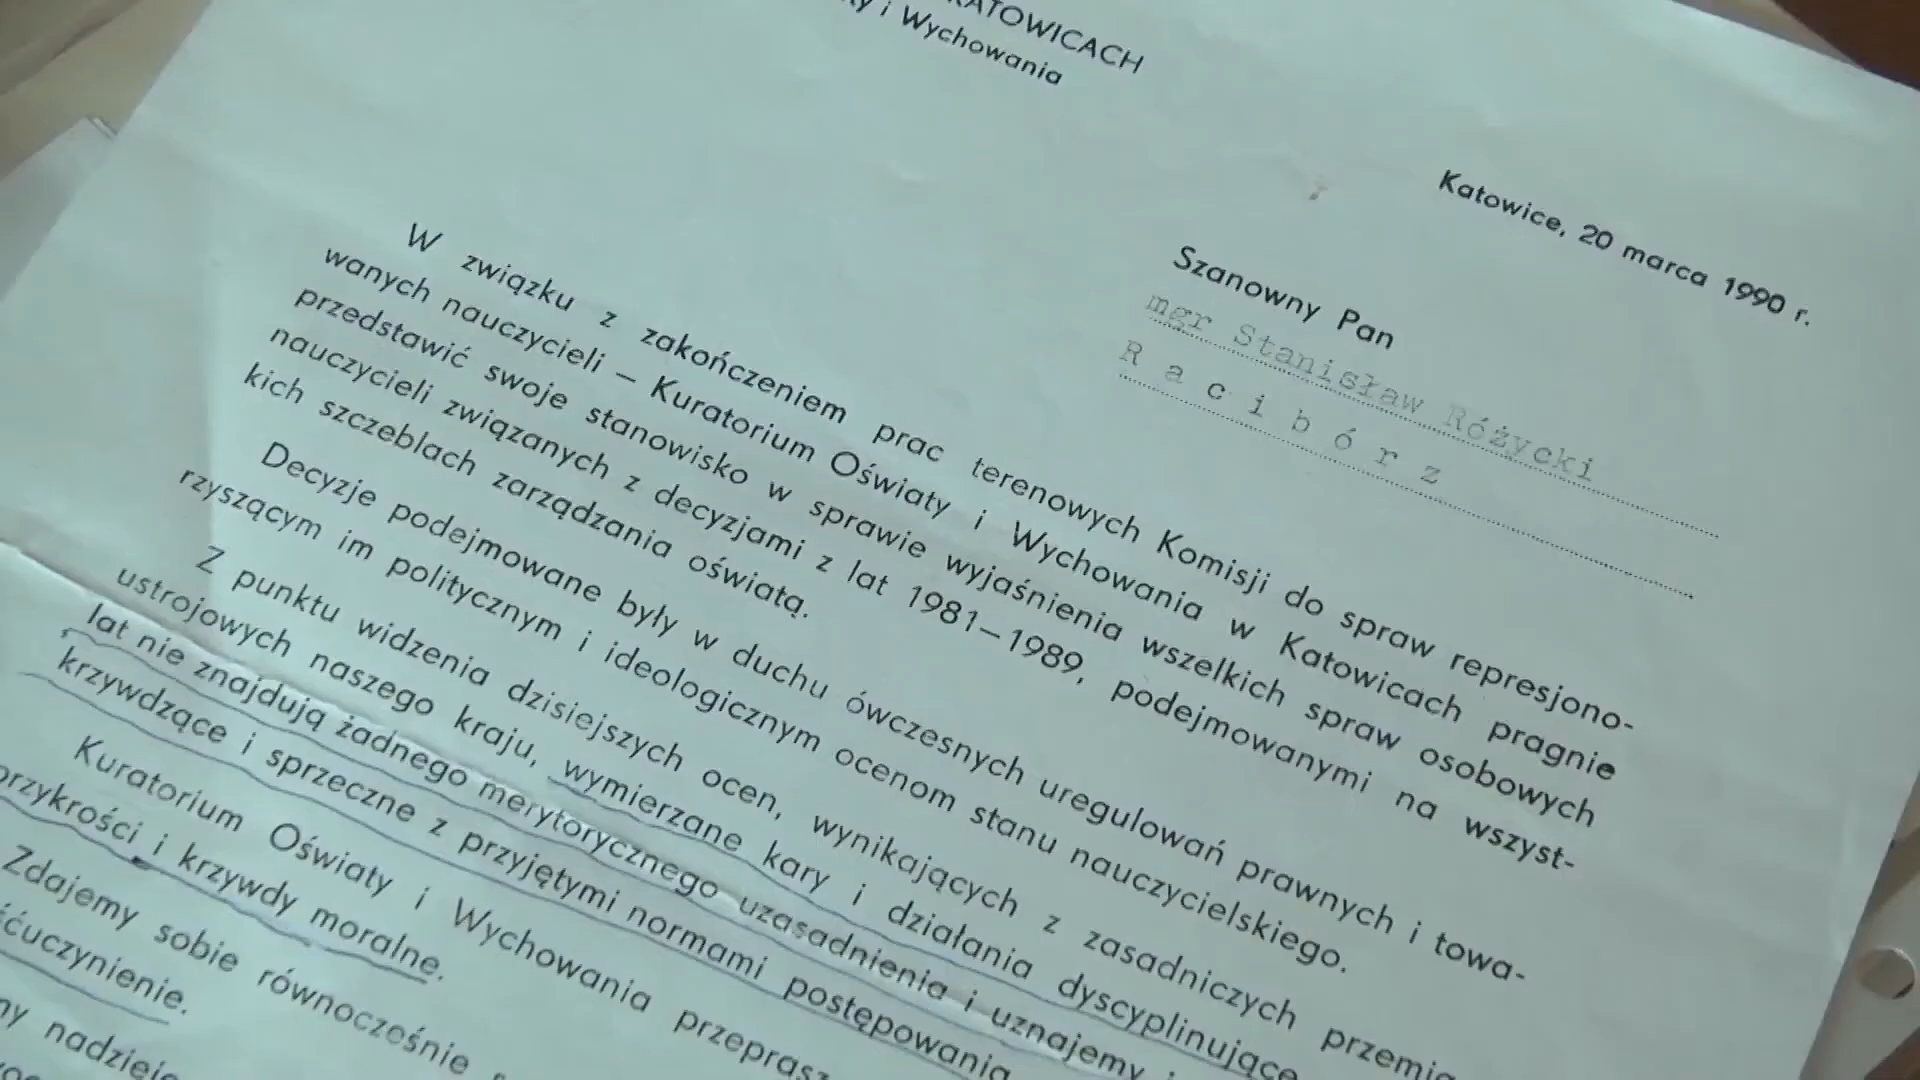 KATOWICACH
i Wychowania
Katowice, 20 marca 1990 r.
Szanowny Pan
mgr Stanisław Różycki
R a c i b ó r z
W związku z zakończeniem prac terenowych Komisji do spraw represjono-
wanych nauczycieli – Kuratorium Oświaty i Wychowania w Katowicach pragnie
przedstawić swoje stanowisko w sprawie wyjaśnienia wszelkich spraw osobowych
nauczycieli związanych z decyzjami z lat 1981–1989, podejmowanymi na wszyst-
kich szczeblach zarządzania oświatą.
Decyzje podejmowane były w duchu ówczesnych uregulowań prawnych i towa-
rzyszącym im politycznym i ideologicznym ocenom stanu nauczycielskiego.
Z punktu widzenia dzisiejszych ocen, wynikających z zasadniczych przemia
ustrojowych naszego kraju, wymierzane kary i działania dyscyplinujące
lat nie znajdują żadnego merytorycznego uzasadnienia i uznajemy
krzywdzące i sprzeczne z przyjętymi normami postępowania
Kuratorium Oświaty i Wychowania przeprasz
przykrości i krzywdy moralne.
Zdajemy sobie równocześnie
śćuczynienie.
my nadzieję